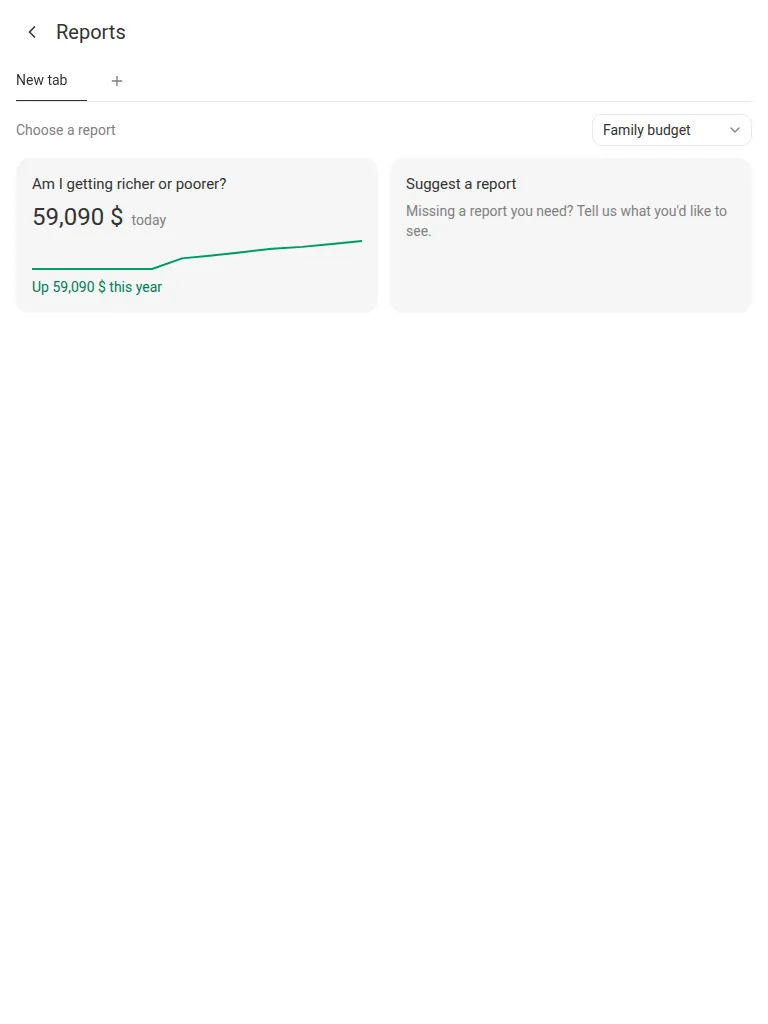 Reports
New tab
Choose a report
Family budget
Am I getting richer or poorer?
59,090 $ today
Up 59,090 $ this year
Suggest a report
Missing a report you need? Tell us what you'd like to
see.